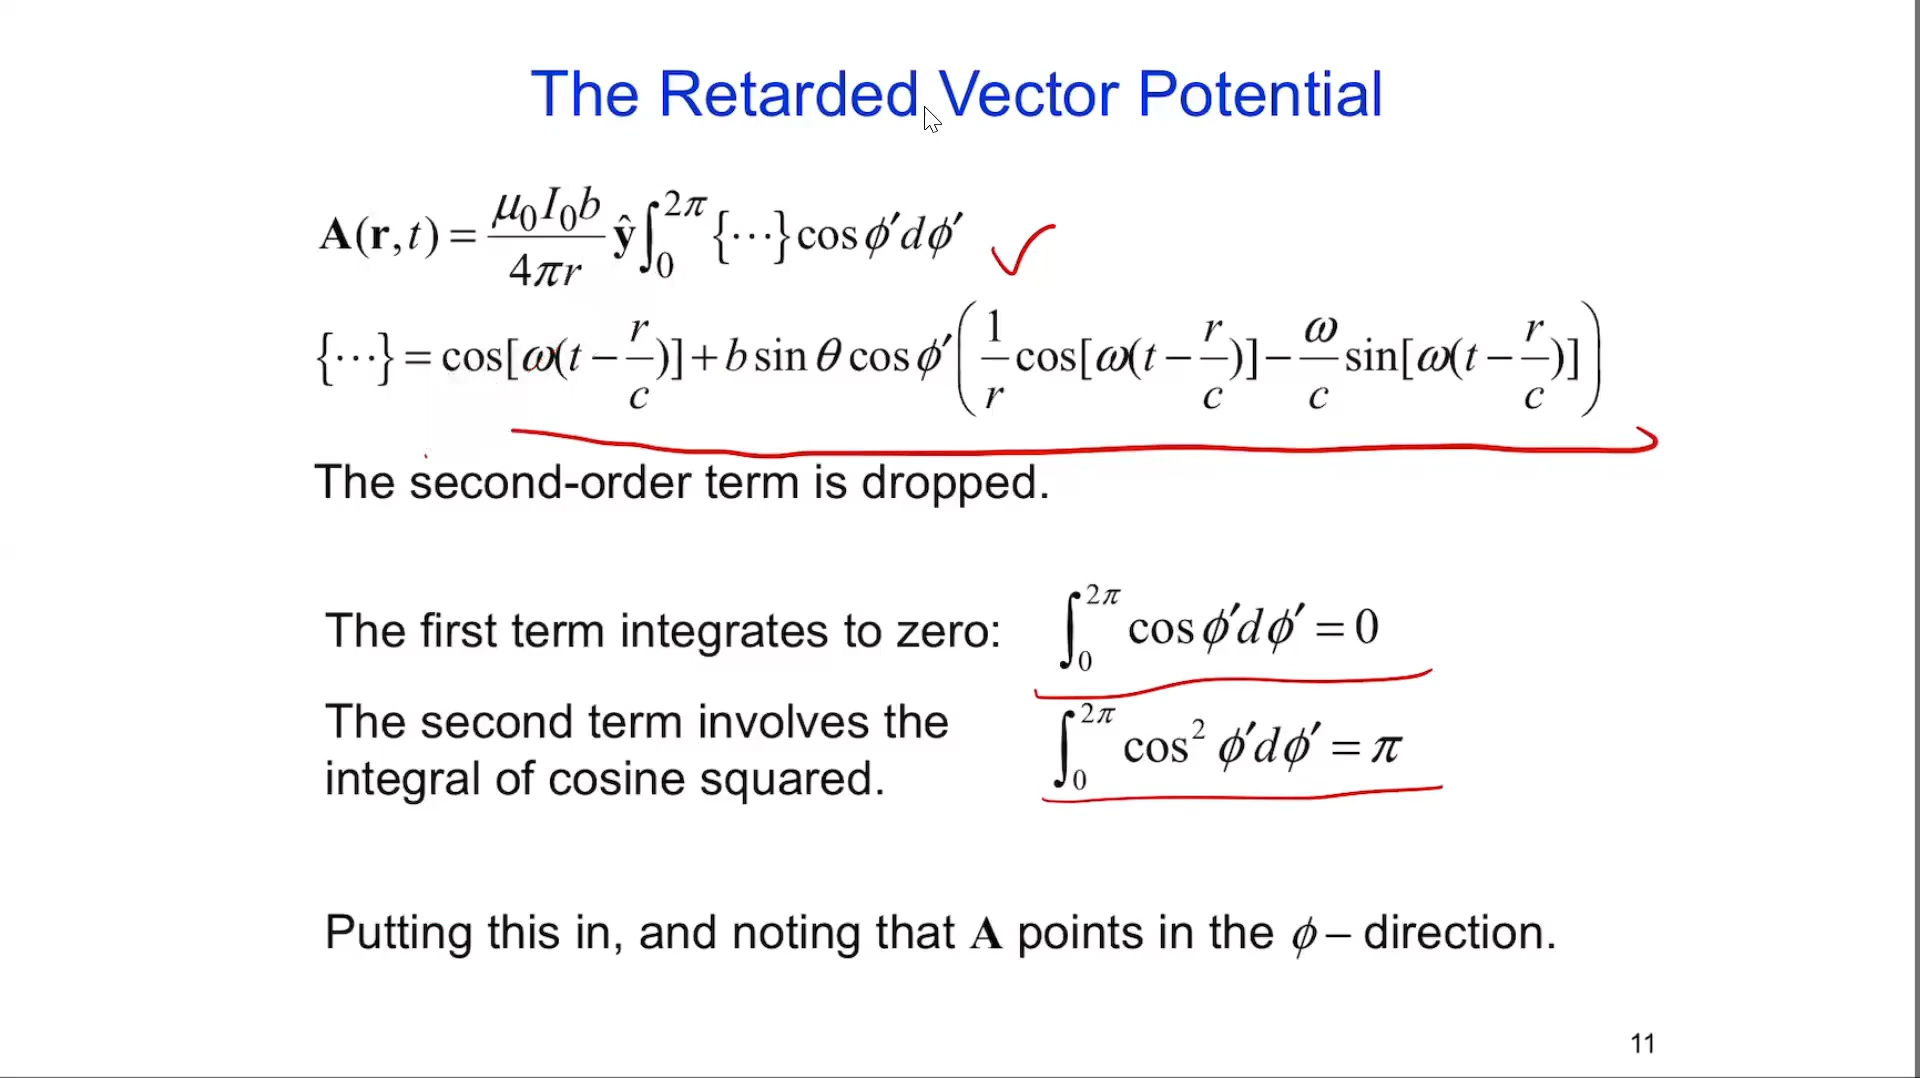 The Retarded Vector Potential
A(r,t) = μ₀I₀b / 4πr ŷ ∫₀^{2π} {⋯} cos ϕ′dϕ′
{⋯} = cos[ω(t − r/c)] + b sin θ cos ϕ′ ( 1/r cos[ω(t − r/c)] − ω/c sin[ω(t − r/c)] )
The second-order term is dropped.
The first term integrates to zero: ∫₀^{2π} cos ϕ′dϕ′ = 0
The second term involves the
integral of cosine squared. ∫₀^{2π} cos² ϕ′dϕ′ = π
Putting this in, and noting that A points in the ϕ – direction.
11